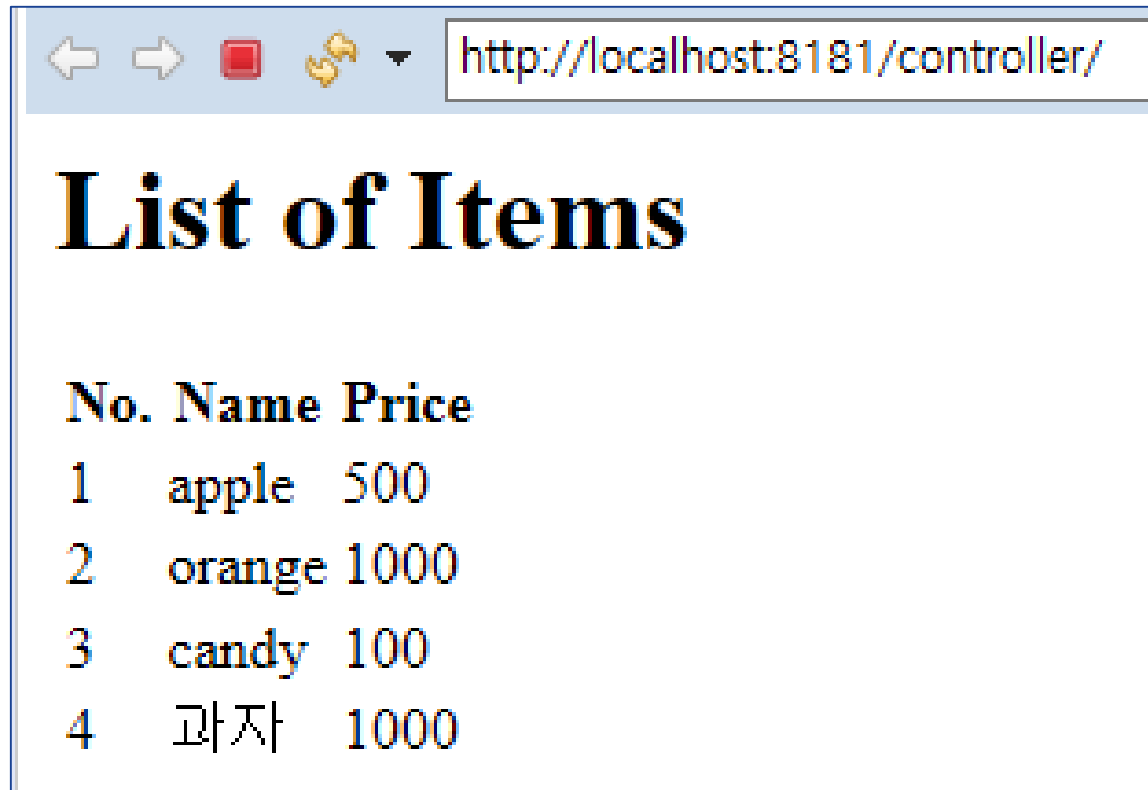 http://localhost:8181/controller/
List of Items
No. Name Price
1 apple 500
2 orange 1000
3 candy 100
4 과자 1000